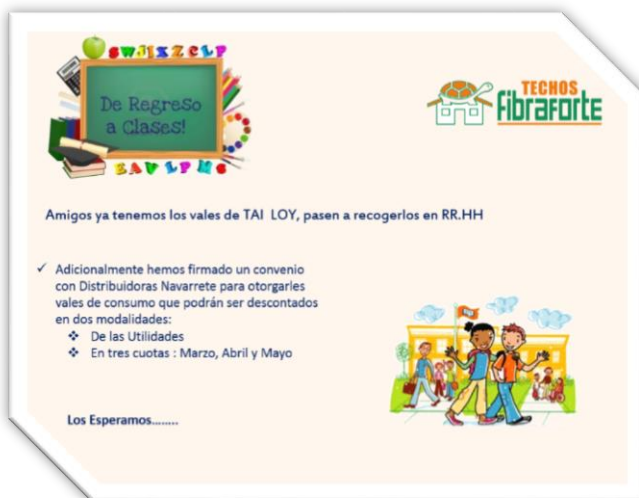 SWJIXZCLP
De Regreso
a Clases!
EAVLPMG
TECHOS
Fibraforte
Amigos ya tenemos los vales de TAI LOY, pasen a recogerlos en RR.HH
✓ Adicionalmente hemos firmado un convenio
con Distribuidoras Navarrete para otorgarles
vales de consumo que podrán ser descontados
en dos modalidades:
❖ De las Utilidades
❖ En tres cuotas : Marzo, Abril y Mayo
Los Esperamos........